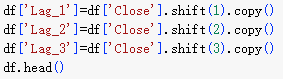 df['Lag_1']=df['Close'].shift(1).copy()
df['Lag_2']=df['Close'].shift(2).copy()
df['Lag_3']=df['Close'].shift(3).copy()
df.head()